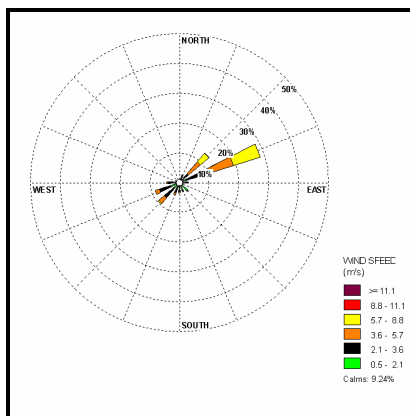 NORTH
50%
40%
30%
20%
10%
WEST
EAST
SOUTH
WIND SPEED
(m/s)
>= 11.1
8.8 - 11.1
5.7 - 8.8
3.6 - 5.7
2.1 - 3.6
0.5 - 2.1
Calms: 9.24%